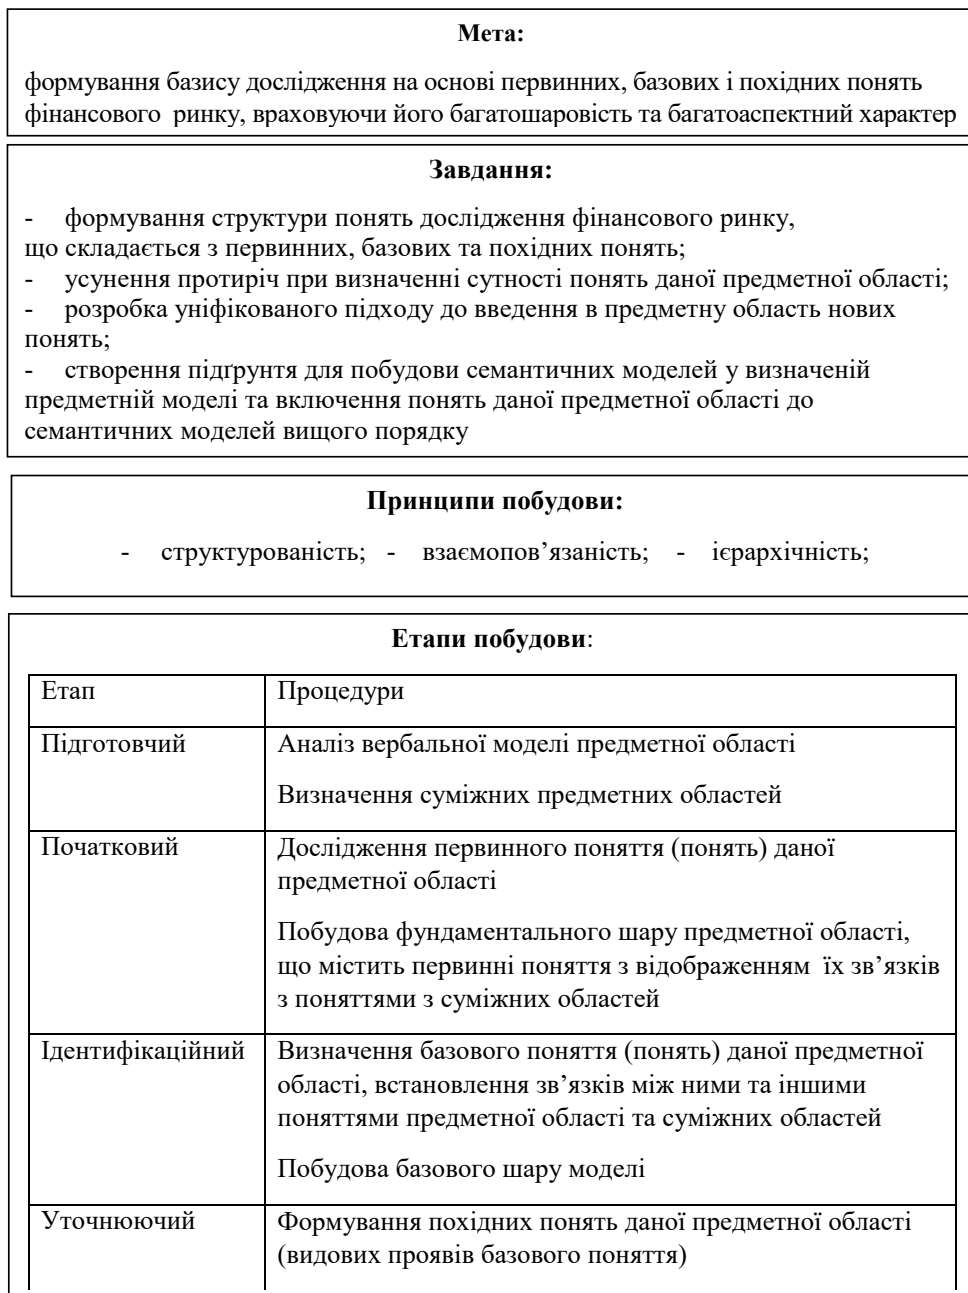 Мета:
формування базису дослідження на основі первинних, базових і похідних понять
фінансового ринку, враховуючи його багатошаровість та багатоаспектний характер
Завдання:
- формування структури понять дослідження фінансового ринку,
що складається з первинних, базових та похідних понять;
- усунення протиріч при визначенні сутності понять даної предметної області;
- розробка уніфікованого підходу до введення в предметну область нових
понять;
- створення підґрунтя для побудови семантичних моделей у визначеній
предметній моделі та включення понять даної предметної області до
семантичних моделей вищого порядку
Принципи побудови:
- структурованість; - взаємопов’язаність; - ієрархічність;
Етапи побудови:
Етап Процедури
Підготовчий Аналіз вербальної моделі предметної області
Визначення суміжних предметних областей
Початковий Дослідження первинного поняття (понять) даної
предметної області
Побудова фундаментального шару предметної області,
що містить первинні поняття з відображенням їх зв’язків
з поняттями з суміжних областей
Ідентифікаційний Визначення базового поняття (понять) даної предметної
області, встановлення зв’язків між ними та іншими
поняттями предметної області та суміжних областей
Побудова базового шару моделі
Уточнюючий Формування похідних понять даної предметної області
(видових проявів базового поняття)